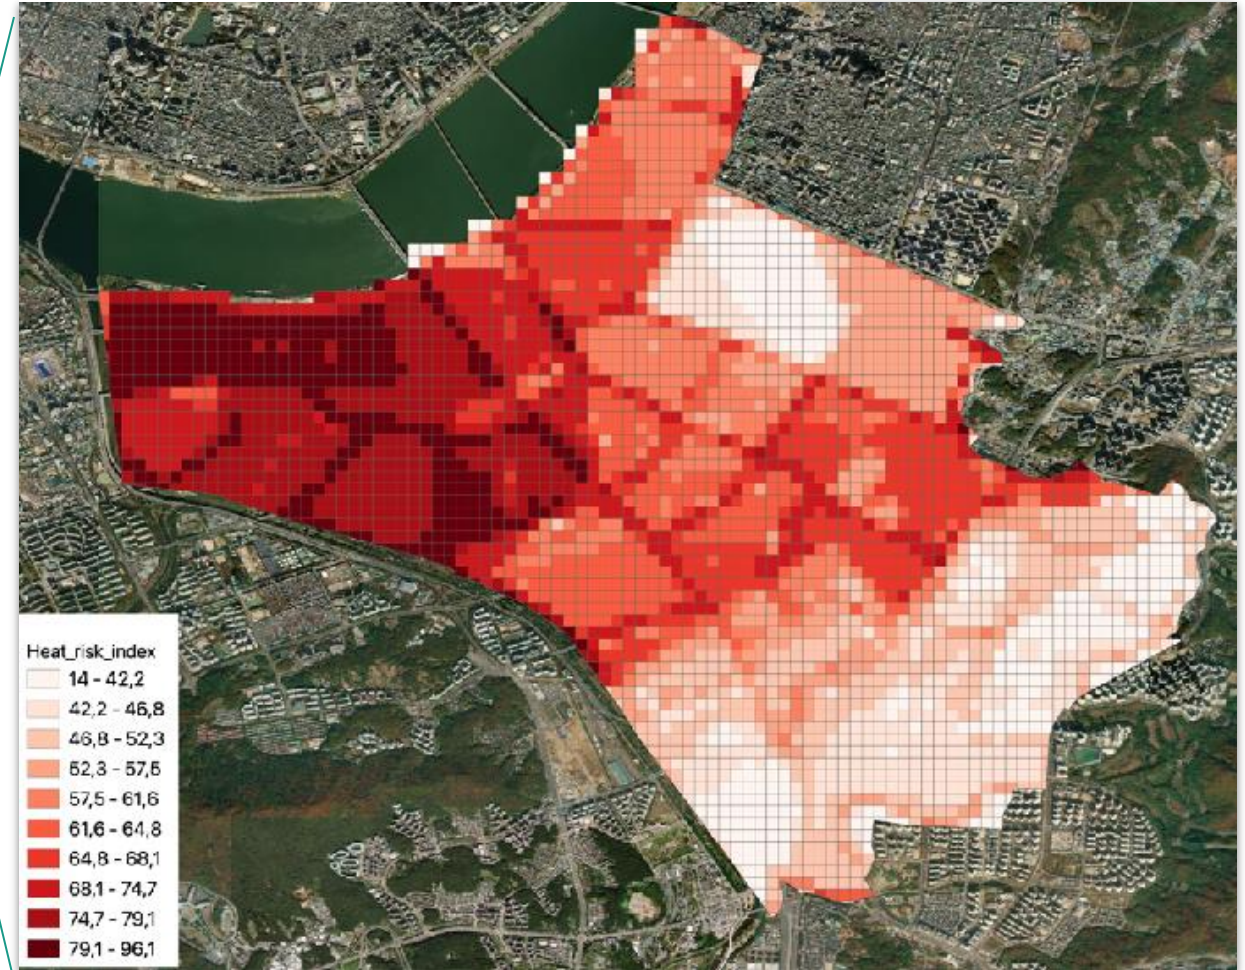 Heat_risk_index
14 - 42,2
42,2 - 46,8
46,8 - 52,3
52,3 - 57,5
57,5 - 61,6
61,6 - 64,8
64,8 - 68,1
68,1 - 74,7
74,7 - 79,1
79,1 - 96,1